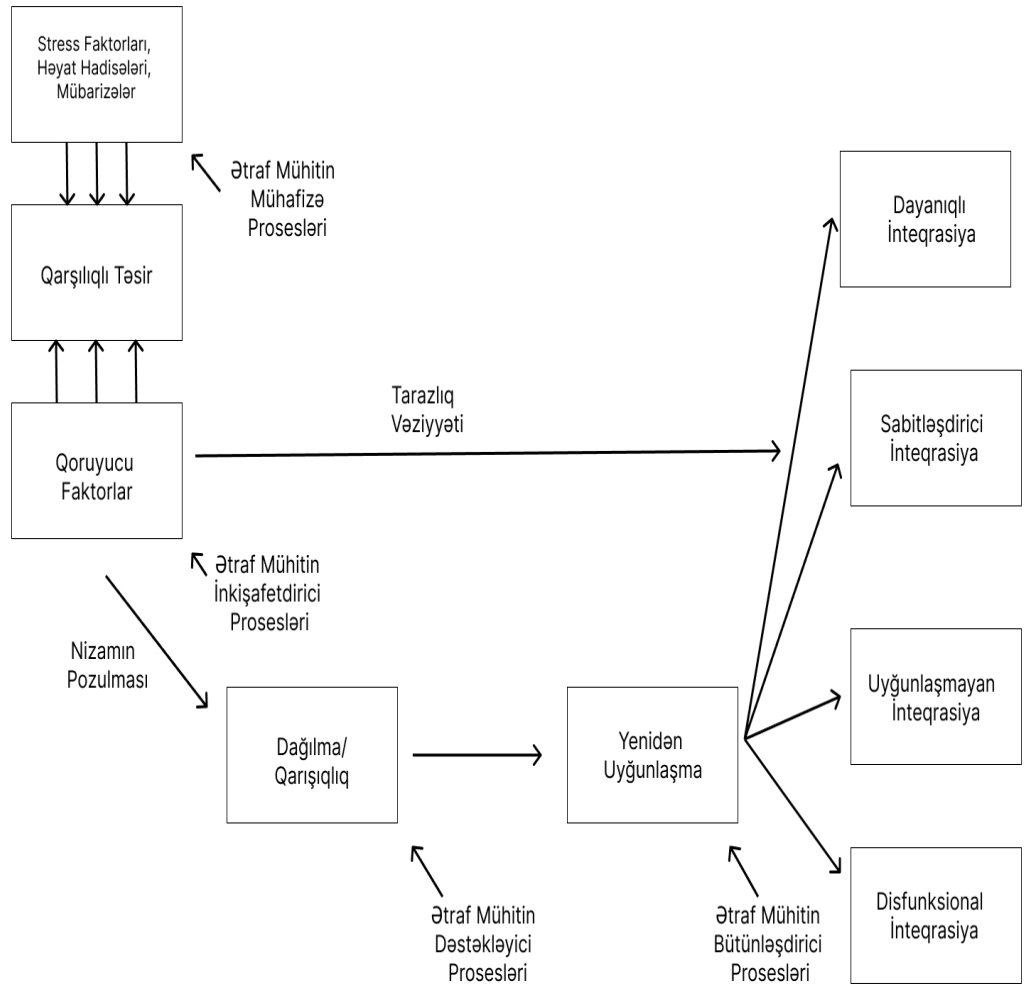 Stress Faktorları,
Həyat Hadisələri,
Mübarizələr
Ətraf Mühitin
Mühafizə
Prosesləri
Qarşılıqlı Təsir
Dayanıqlı
İnteqrasiya
Tarazlıq
Vəziyyəti
Qoruyucu
Faktorlar
Sabitləşdirici
İnteqrasiya
Ətraf Mühitin
İnkişafetdirici
Prosesləri
Nizamın
Pozulması
Dağılma/
Qarışıqlıq
Yenidən
Uyğunlaşma
Uyğunlaşmayan
İnteqrasiya
Ətraf Mühitin
Dəstəkləyici
Prosesləri
Ətraf Mühitin
Bütünləşdirici
Prosesləri
Disfunksional
İnteqrasiya